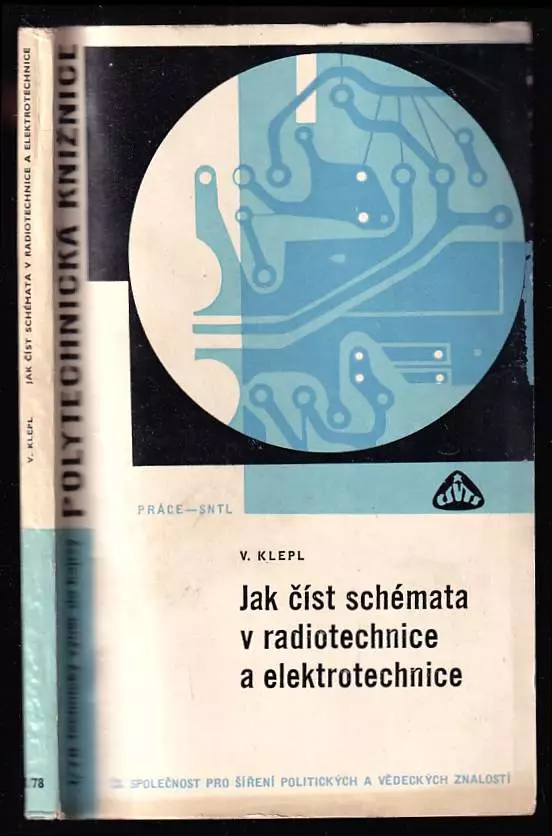 V. KLEPL JAK ČÍST SCHÉMATA V RADIOTECHNICE A ELEKTROTECHNICE
78
POLYTECHNICKÁ KNIŽNICE
PRÁCE—SNTL
ČSVTS
V. KLEPL
Jak číst schémata
v radiotechnice
a elektrotechnice
SPOLEČNOST PRO ŠÍŘENÍ POLITICKÝCH A VĚDECKÝCH ZNALOSTÍ